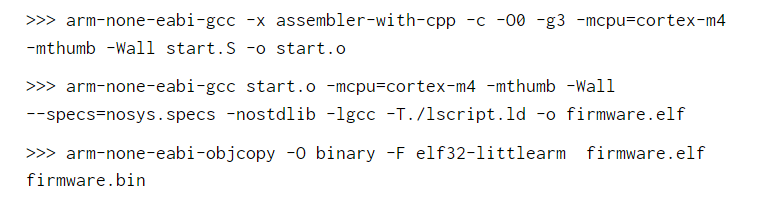 >>> arm-none-eabi-gcc -x assembler-with-cpp -c -O0 -g3 -mcpu=cortex-m4
-mthumb -Wall start.S -o start.o
>>> arm-none-eabi-gcc start.o -mcpu=cortex-m4 -mthumb -Wall
--specs=nosys.specs -nostdlib -lgcc -T./lscript.ld -o firmware.elf
>>> arm-none-eabi-objcopy -O binary -F elf32-littlearm  firmware.elf
firmware.bin